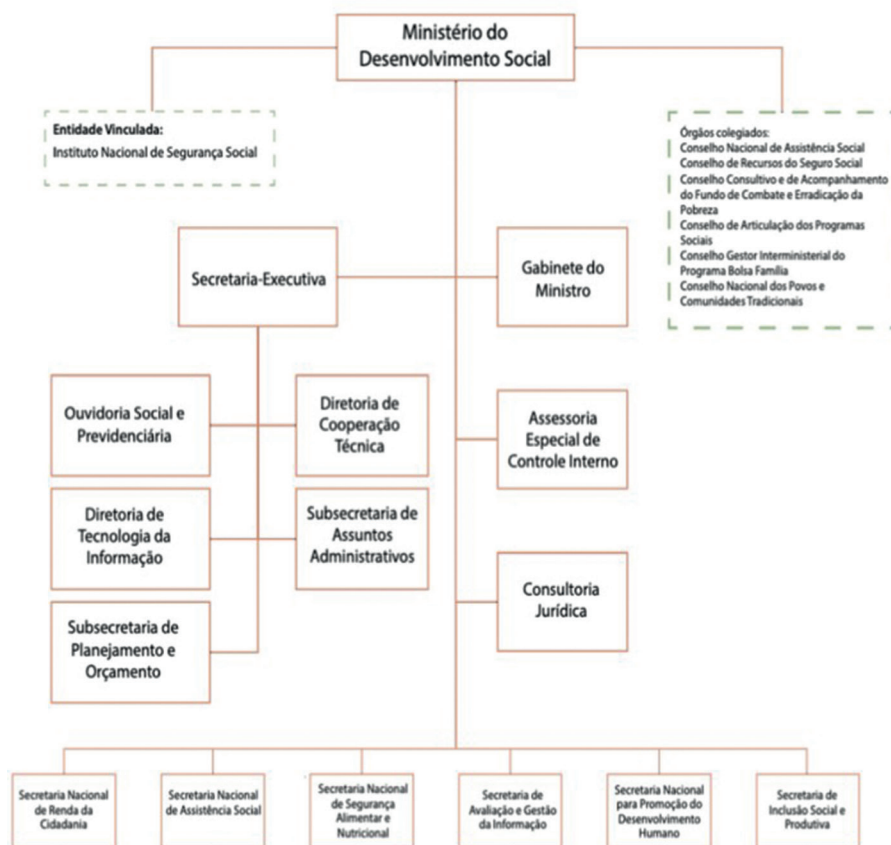 Ministério do
Desenvolvimento Social
Entidade Vinculada:
Instituto Nacional de Segurança Social
Órgãos colegiados:
Conselho Nacional de Assistência Social
Conselho de Recursos do Seguro Social
Conselho Consultivo e de Acompanhamento
do Fundo de Combate e Erradicação da
Pobreza
Conselho de Articulação dos Programas
Sociais
Conselho Gestor Interministerial do
Programa Bolsa Família
Conselho Nacional dos Povos e
Comunidades Tradicionais
Secretaria-Executiva
Gabinete do
Ministro
Ouvidoria Social e
Previdenciária
Diretoria de
Cooperação
Técnica
Assessoria
Especial de
Controle Interno
Diretoria de
Tecnologia da
Informação
Subsecretaria de
Assuntos
Administrativos
Consultoria
Jurídica
Subsecretaria de
Planejamento e
Orçamento
Secretaria Nacional
de Renda da
Cidadania
Secretaria Nacional
de Assistência Social
Secretaria Nacional
de Segurança
Alimentar e
Nutricional
Secretaria de
Avaliação e Gestão
da Informação
Secretaria Nacional
para Promoção do
Desenvolvimento
Humano
Secretaria de
Inclusão Social e
Produtiva